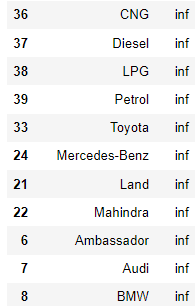 36 CNG inf
37 Diesel inf
38 LPG inf
39 Petrol inf
33 Toyota inf
24 Mercedes-Benz inf
21 Land inf
22 Mahindra inf
6 Ambassador inf
7 Audi inf
8 BMW inf